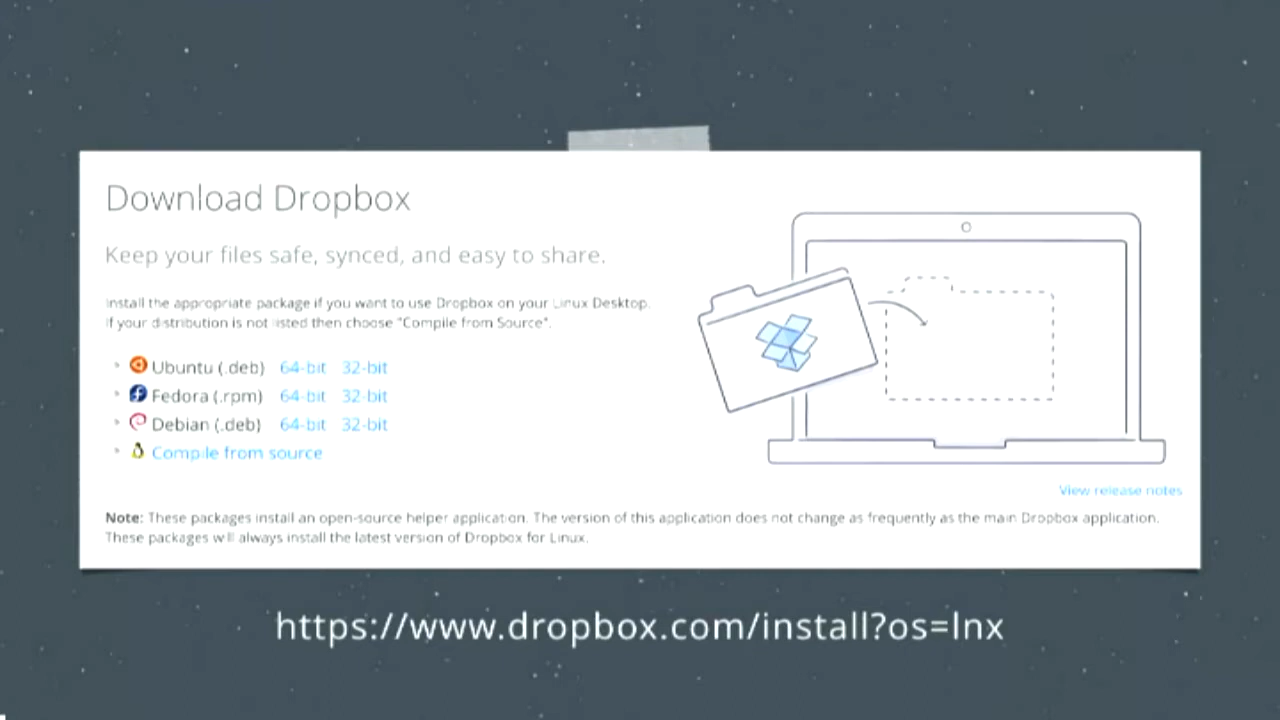 Download Dropbox
Keep your files safe, synced, and easy to share.
Install the appropriate package if you want to use Dropbox on your Linux Desktop.
If your distribution is not listed then choose "Compile from Source".
Ubuntu (.deb) 64-bit 32-bit
Fedora (.rpm) 64-bit 32-bit
Debian (.deb) 64-bit 32-bit
Compile from source
View release notes
Note: These packages install an open-source helper application. The version of this application does not change as frequently as the main Dropbox application.
These packages will always install the latest version of Dropbox for Linux.
https://www.dropbox.com/install?os=lnx